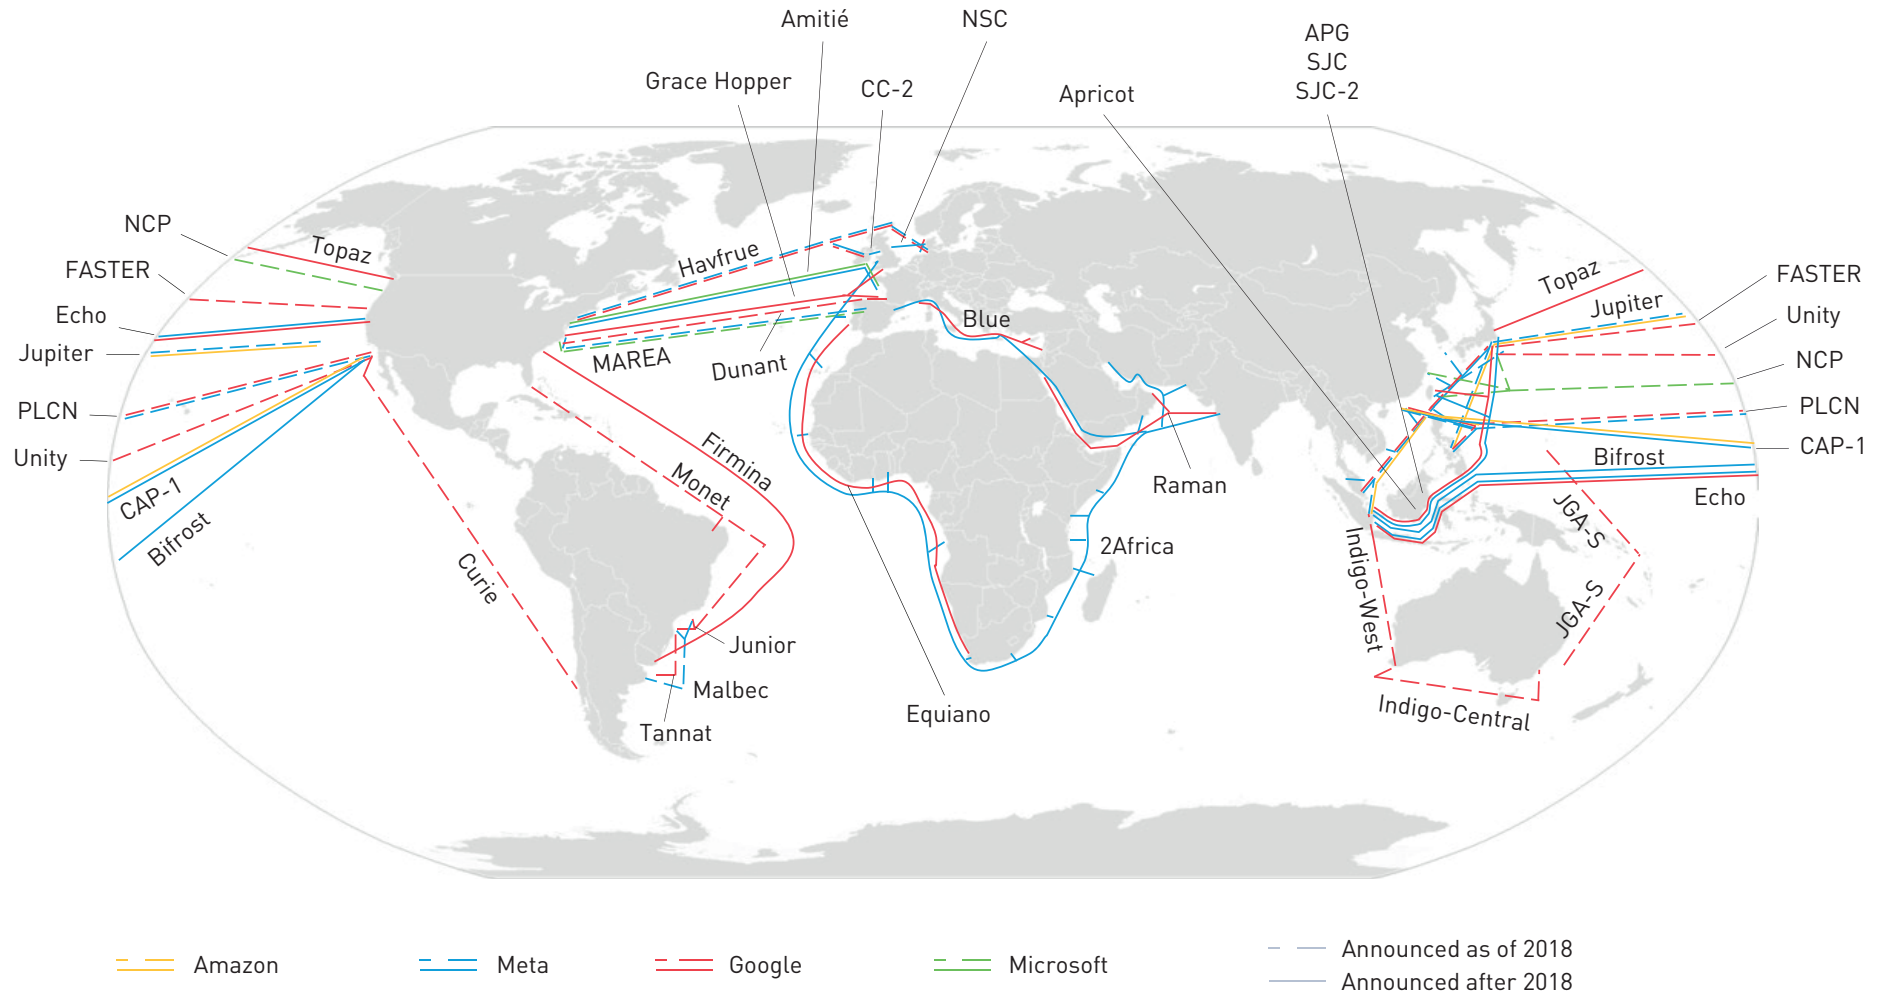 Amitié
NSC
APG
SJC
SJC-2
Grace Hopper
CC-2
Apricot
NCP
Topaz
FASTER
Echo
Jupiter
PLCN
Unity
CAP-1
Bifrost
Havfrue
MAREA
Dunant
Blue
Firmina
Monet
Curie
Junior
Malbec
Tannat
Equiano
2Africa
Raman
Topaz
Jupiter
FASTER
Unity
NCP
PLCN
CAP-1
Bifrost
Echo
JGA-S
JGA-S
Indigo-West
Indigo-Central
Amazon
Meta
Google
Microsoft
Announced as of 2018
Announced after 2018